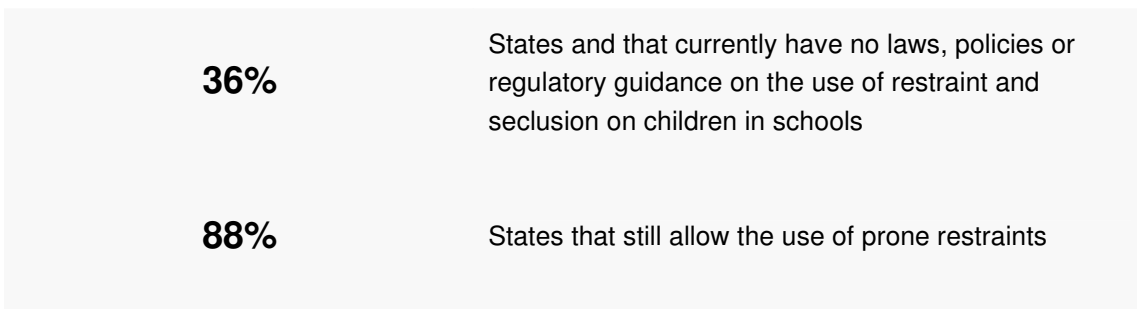 36%
States and that currently have no laws, policies or
regulatory guidance on the use of restraint and
seclusion on children in schools
88%
States that still allow the use of prone restraints